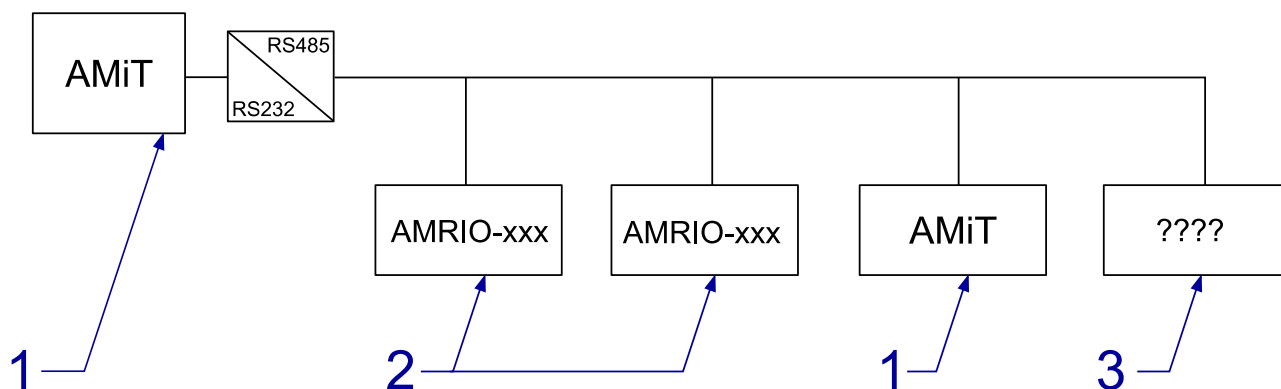 AMiT
RS485
RS232
AMRIO-xxx
AMRIO-xxx
AMiT
????
1
2
1
3